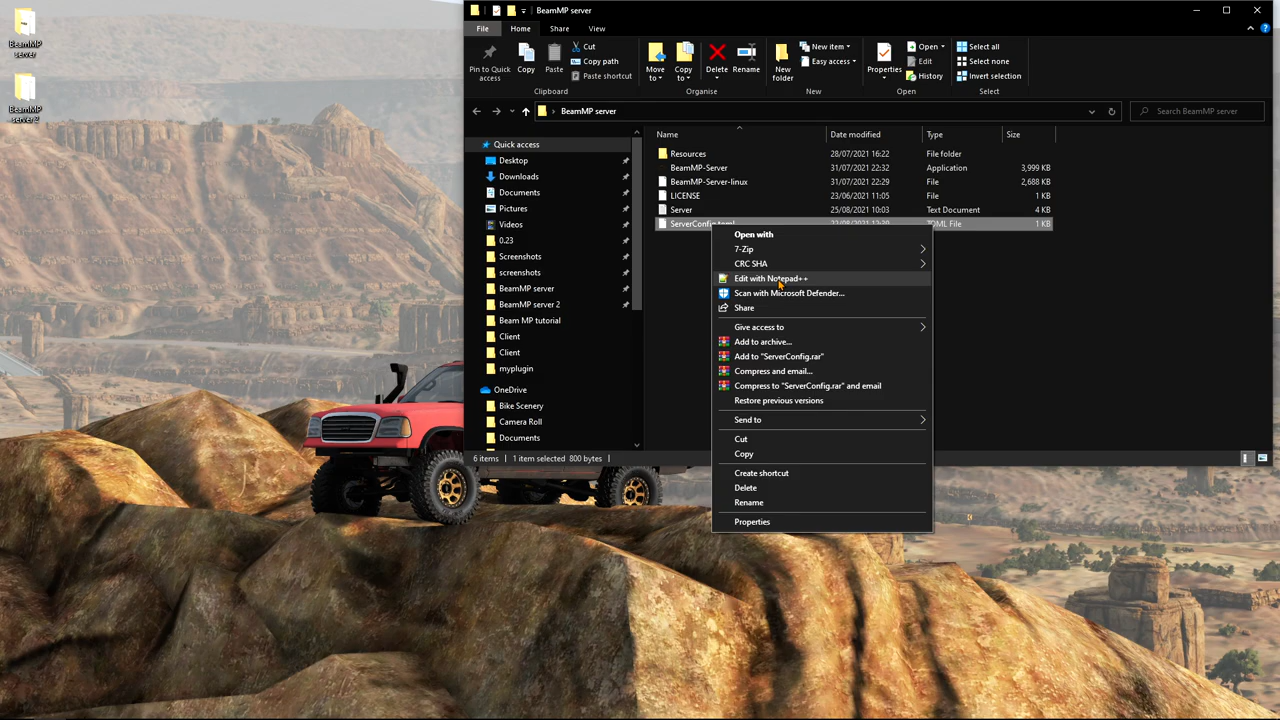 BeamMP server
File
Home
Share
View
Pin to Quick access
Copy
Paste
Cut
Copy path
Paste shortcut
Clipboard
Move to
Copy to
Delete
Rename
Organise
New folder
New item
Easy access
New
Properties
Open
Edit
History
Open
Select all
Select none
Invert selection
Select
BeamMP server
Search BeamMP server
BeamMP server
BeamMP server 2
Quick access
Desktop
Downloads
Documents
Pictures
Videos
0.23
Screenshots
screenshots
BeamMP server
BeamMP server 2
Beam MP tutorial
Client
Client
myplugin
OneDrive
Bike Scenery
Camera Roll
Documents
Name Date modified Type Size
Resources 28/07/2021 16:22 File folder
BeamMP-Server 31/07/2021 22:32 Application 3,999 KB
BeamMP-Server-linux 31/07/2021 22:29 File 2,688 KB
LICENSE 23/06/2021 11:05 File 1 KB
Server 25/08/2021 10:03 Text Document 4 KB
ServerConfig.toml TOML File 1 KB
Open with
7-Zip
CRC SHA
Edit with Notepad++
Scan with Microsoft Defender...
Share
Give access to
Add to archive...
Add to "ServerConfig.rar"
Compress and email...
Compress to "ServerConfig.rar" and email
Restore previous versions
Send to
Cut
Copy
Create shortcut
Delete
Rename
Properties
6 items 1 item selected 800 bytes